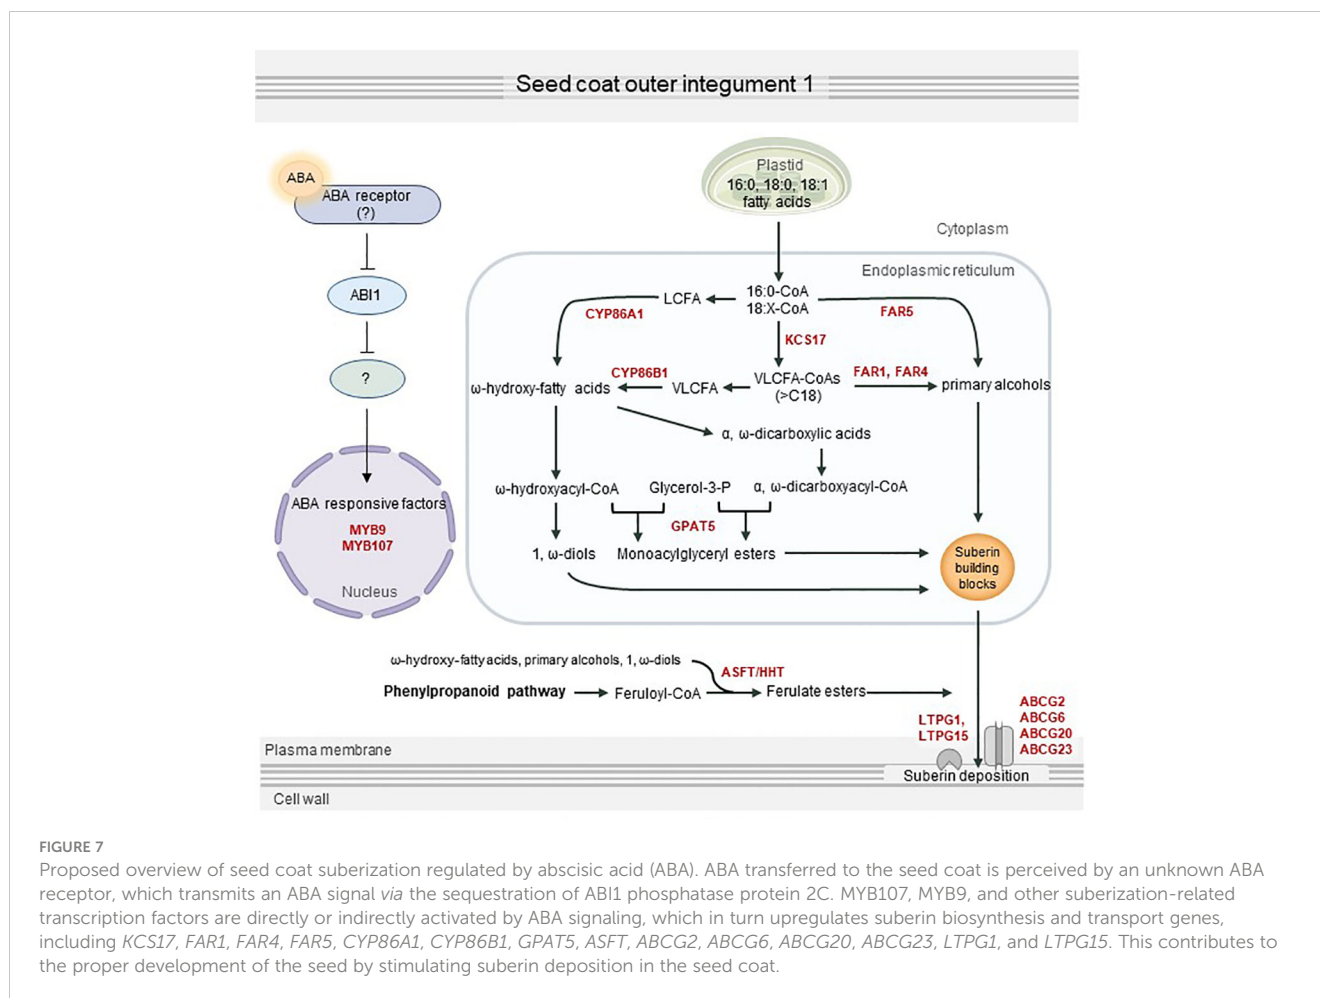 Seed coat outer integument 1
ABA
ABA receptor
(?)
ABI1
?
ABA responsive factors
MYB9
MYB107
Nucleus
Plastid
16:0, 18:0, 18:1
fatty acids
Cytoplasm
Endoplasmic reticulum
LCFA
16:0-CoA
18:X-CoA
CYP86A1
FAR5
KCS17
CYP86B1
FAR1, FAR4
ω-hydroxy-fatty acids
VLCFA
VLCFA-CoAs
(>C18)
primary alcohols
α, ω-dicarboxylic acids
ω-hydroxyacyl-CoA
Glycerol-3-P
α, ω-dicarboxyacyl-CoA
GPAT5
1, ω-diols
Monoacylglyceryl esters
Suberin
building
blocks
ω-hydroxy-fatty acids, primary alcohols, 1, ω-diols
ASFT/HHT
Phenylpropanoid pathway
Feruloyl-CoA
Ferulate esters
LTPG1,
LTPG15
ABCG2
ABCG6
ABCG20
ABCG23
Plasma membrane
Suberin deposition
Cell wall
FIGURE 7
Proposed overview of seed coat suberization regulated by abscisic acid (ABA). ABA transferred to the seed coat is perceived by an unknown ABA
receptor, which transmits an ABA signal via the sequestration of ABI1 phosphatase protein 2C. MYB107, MYB9, and other suberization-related
transcription factors are directly or indirectly activated by ABA signaling, which in turn upregulates suberin biosynthesis and transport genes,
including KCS17, FAR1, FAR4, FAR5, CYP86A1, CYP86B1, GPAT5, ASFT, ABCG2, ABCG6, ABCG20, ABCG23, LTPG1, and LTPG15. This contributes to
the proper development of the seed by stimulating suberin deposition in the seed coat.